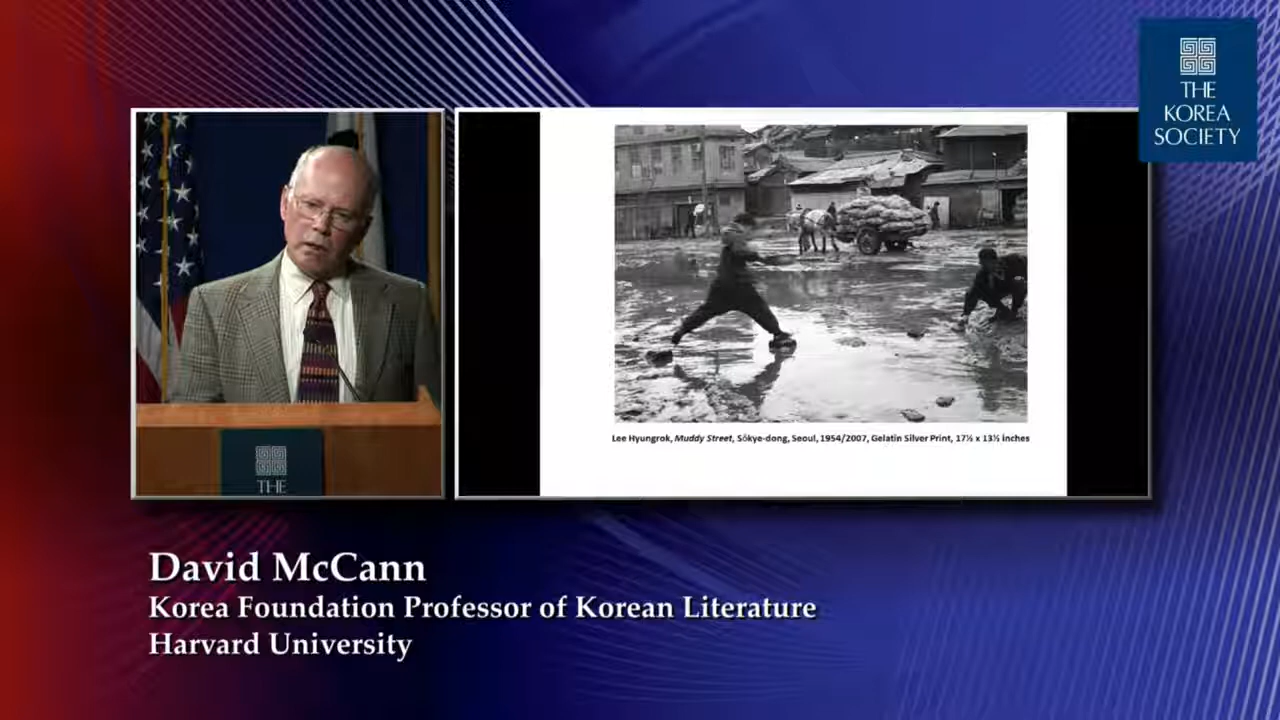 THE
KOREA
SOCIETY
Lee Hyungrok, Muddy Street, Sökye-dong, Seoul, 1954/2007, Gelatin Silver Print, 17½ x 13½ inches
THE
David McCann
Korea Foundation Professor of Korean Literature
Harvard University